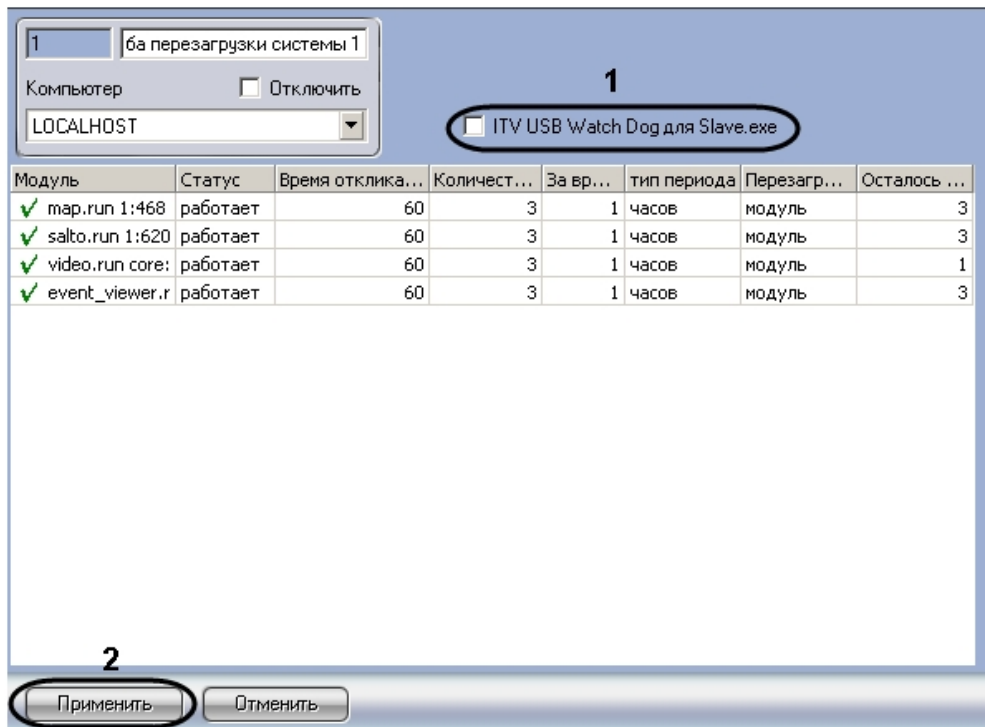 1 ба перезагрузки системы 1
Компьютер Отключить
LOCALHOST
1
ITV USB Watch Dog для Slave.exe
Модуль Статус Время отклика... Количест... За вр... тип периода Перезагр... Осталось ...
map.run 1:468 работает 60 3 1 часов модуль 3
salto.run 1:620 работает 60 3 1 часов модуль 3
video.run core: работает 60 3 1 часов модуль 1
event_viewer.r работает 60 3 1 часов модуль 3
2
Применить Отменить